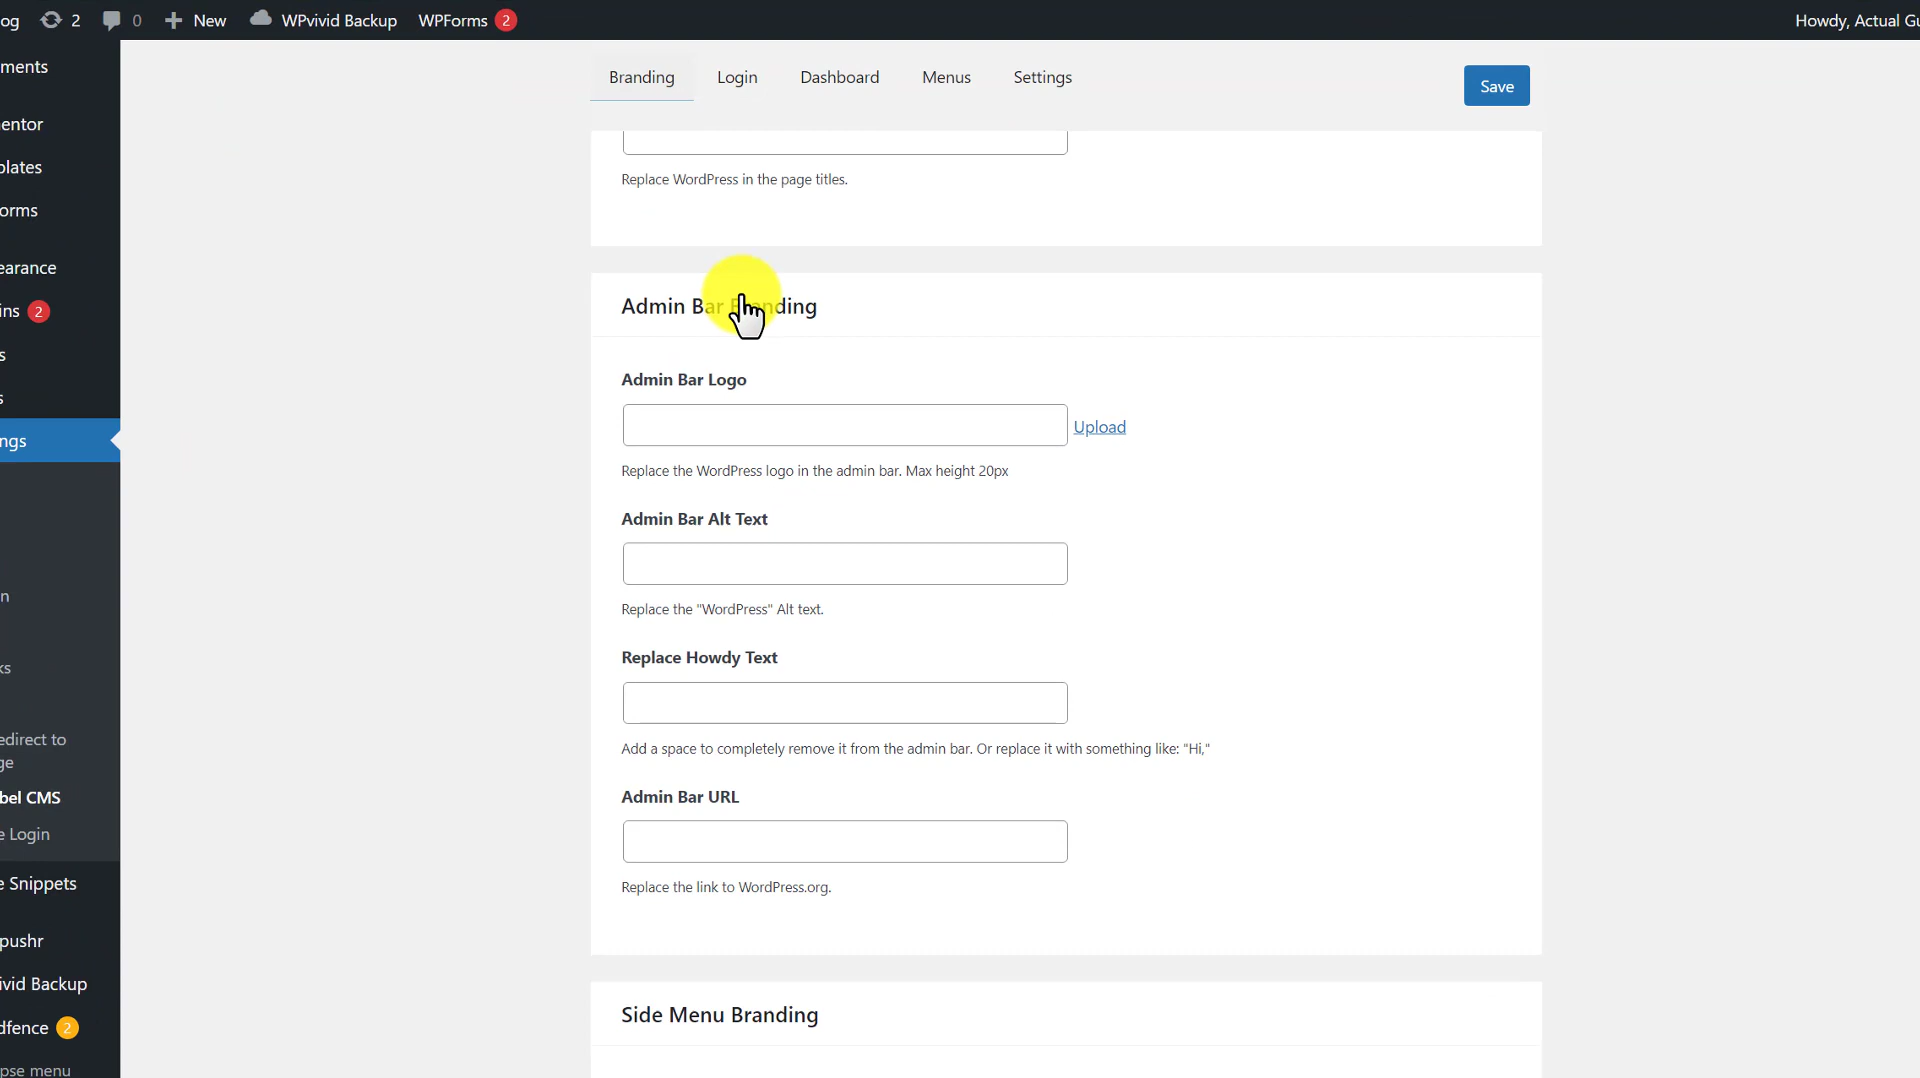 og 2 0 New WPvivid Backup WPForms 2 Howdy, Actual Gu
Branding Login Dashboard Menus Settings Save
ments
entor
plates
orms
earance
ins 2
s
s
ngs
n
ks
edirect to
ge
bel CMS
e Login
e Snippets
pushr
ivid Backup
dfence 2
pse menu
Replace WordPress in the page titles.
Admin Bar Branding
Admin Bar Logo
Upload
Replace the WordPress logo in the admin bar. Max height 20px
Admin Bar Alt Text
Replace the "WordPress" Alt text.
Replace Howdy Text
Add a space to completely remove it from the admin bar. Or replace it with something like: "Hi,"
Admin Bar URL
Replace the link to WordPress.org.
Side Menu Branding